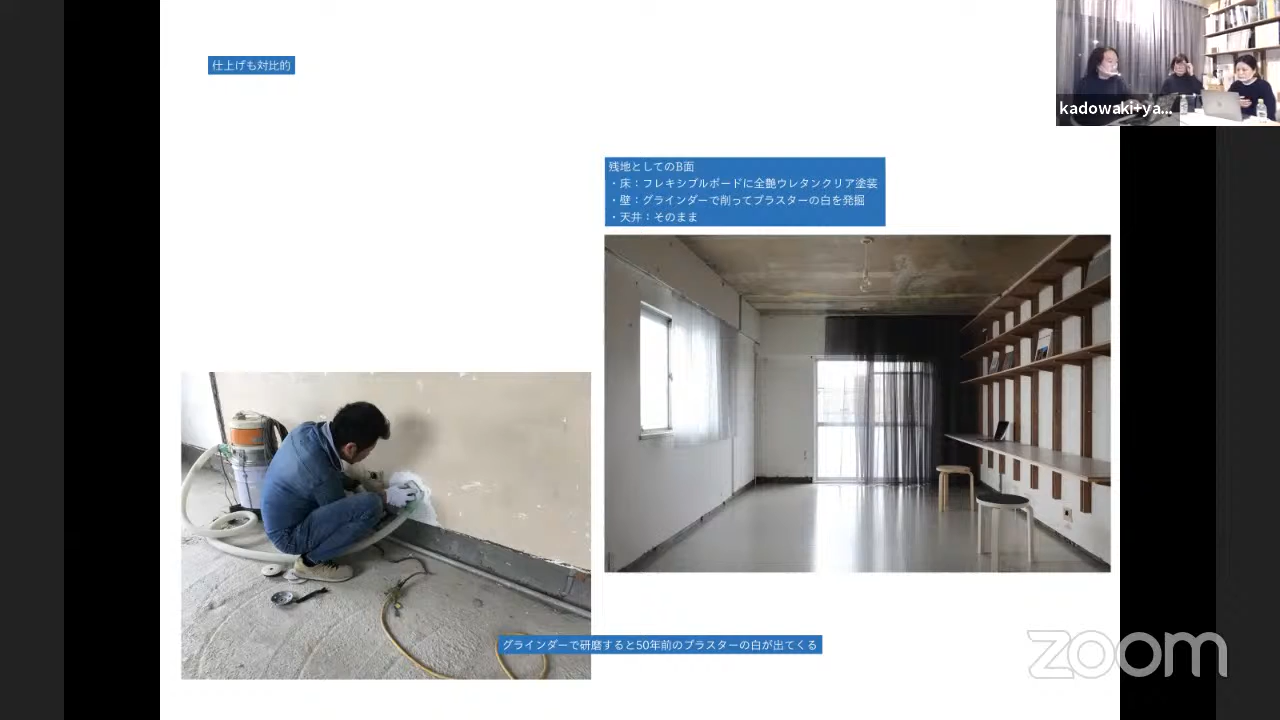 仕上げも対比的
kadowaki+ya...
残地としてのB面
・床：フレキシブルボードに全艶ウレタンクリア塗装
・壁：グラインダーで削ってプラスターの白を発掘
・天井：そのまま
グラインダーで研磨すると50年前のプラスターの白が出てくる
zoom